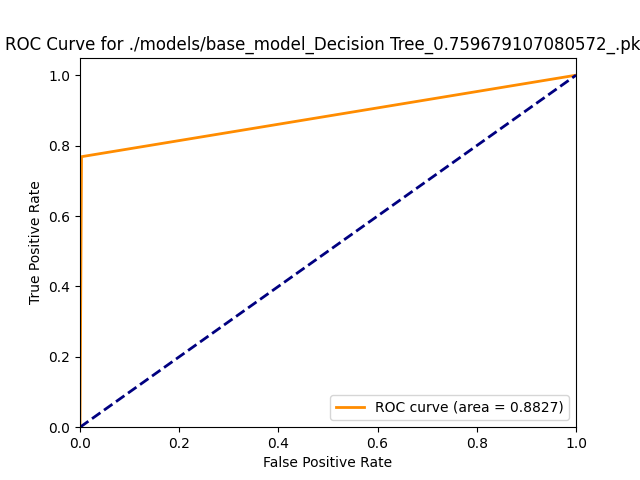 ROC Curve for ./models/base_model_Decision Tree_0.759679107080572_.pk
1.0
0.8
0.6
0.4
0.2
0.0
True Positive Rate
ROC curve (area = 0.8827)
0.0 0.2 0.4 0.6 0.8 1.0
False Positive Rate